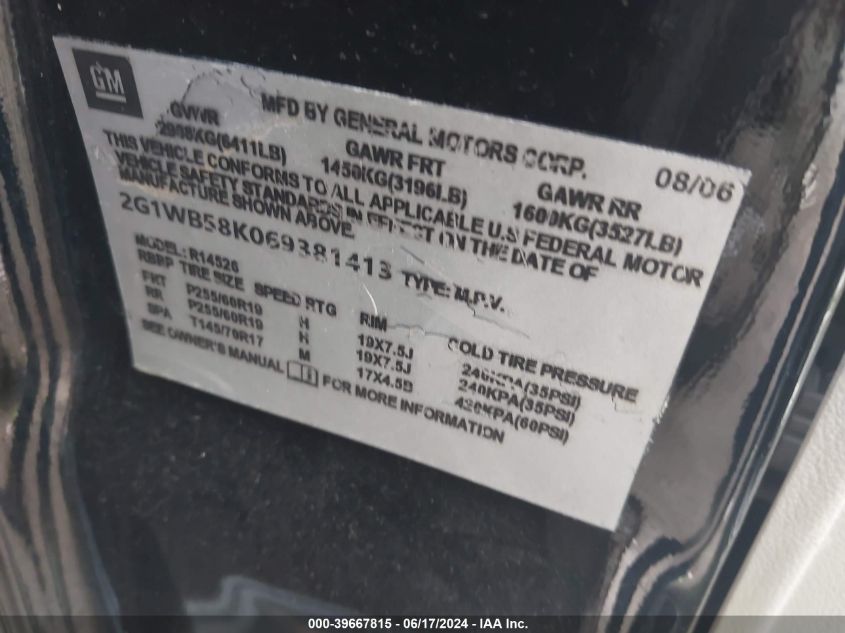 GM
MFD BY GENERAL MOTORS CORP. 08/06
GVWR GAWR FRT GAWR RR
2908KG(6411LB) 1450KG(3196LB) 1600KG(3527LB)
THIS VEHICLE CONFORMS TO ALL APPLICABLE U.S FEDERAL MOTOR
VEHICLE SAFETY STANDARDS IN EFFECT ON THE DATE OF
MANUFACTURE SHOWN ABOVE.
2G1WB58K069381413 TYPE: M.P.V.
MODEL: R14526
RBRP TIRE SIZE SPEED RTG RIM COLD TIRE PRESSURE
FRT P255/60R19 H 19X7.5J 240KPA(35PSI)
RR P255/60R19 H 19X7.5J 240KPA(35PSI)
SPA T145/70R17 M 17X4.5B 420KPA(60PSI)
SEE OWNER'S MANUAL FOR MORE INFORMATION
000-39667815 - 06/17/2024 - IAA Inc.